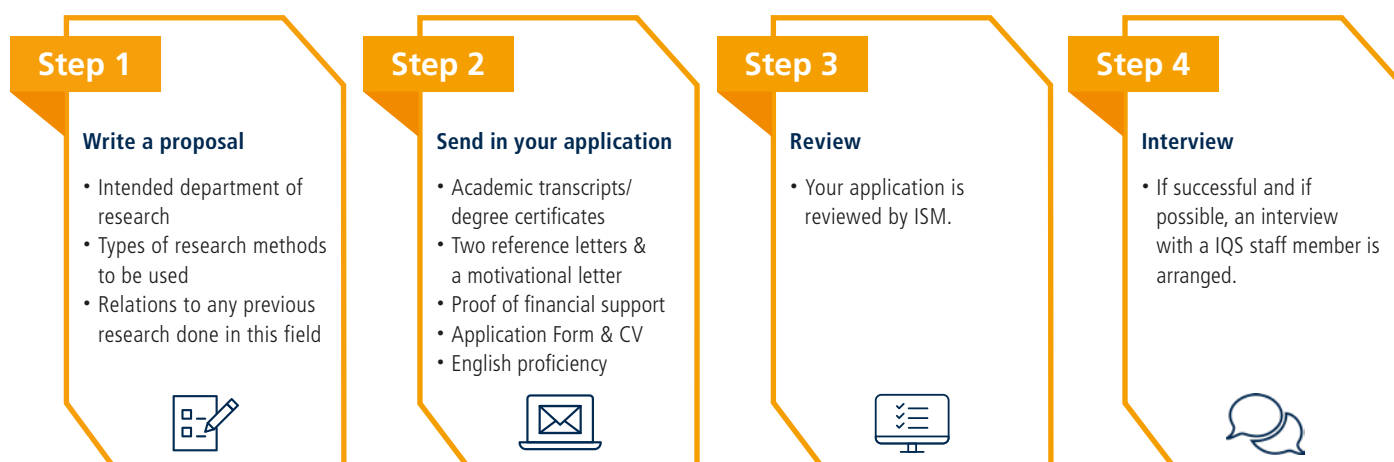 Step 1
Write a proposal
• Intended department of
research
• Types of research methods
to be used
• Relations to any previous
research done in this field
Step 2
Send in your application
• Academic transcripts/
degree certificates
• Two reference letters &
a motivational letter
• Proof of financial support
• Application Form & CV
• English proficiency
Step 3
Review
• Your application is
reviewed by ISM.
Step 4
Interview
• If successful and if
possible, an interview
with a IQS staff member is
arranged.